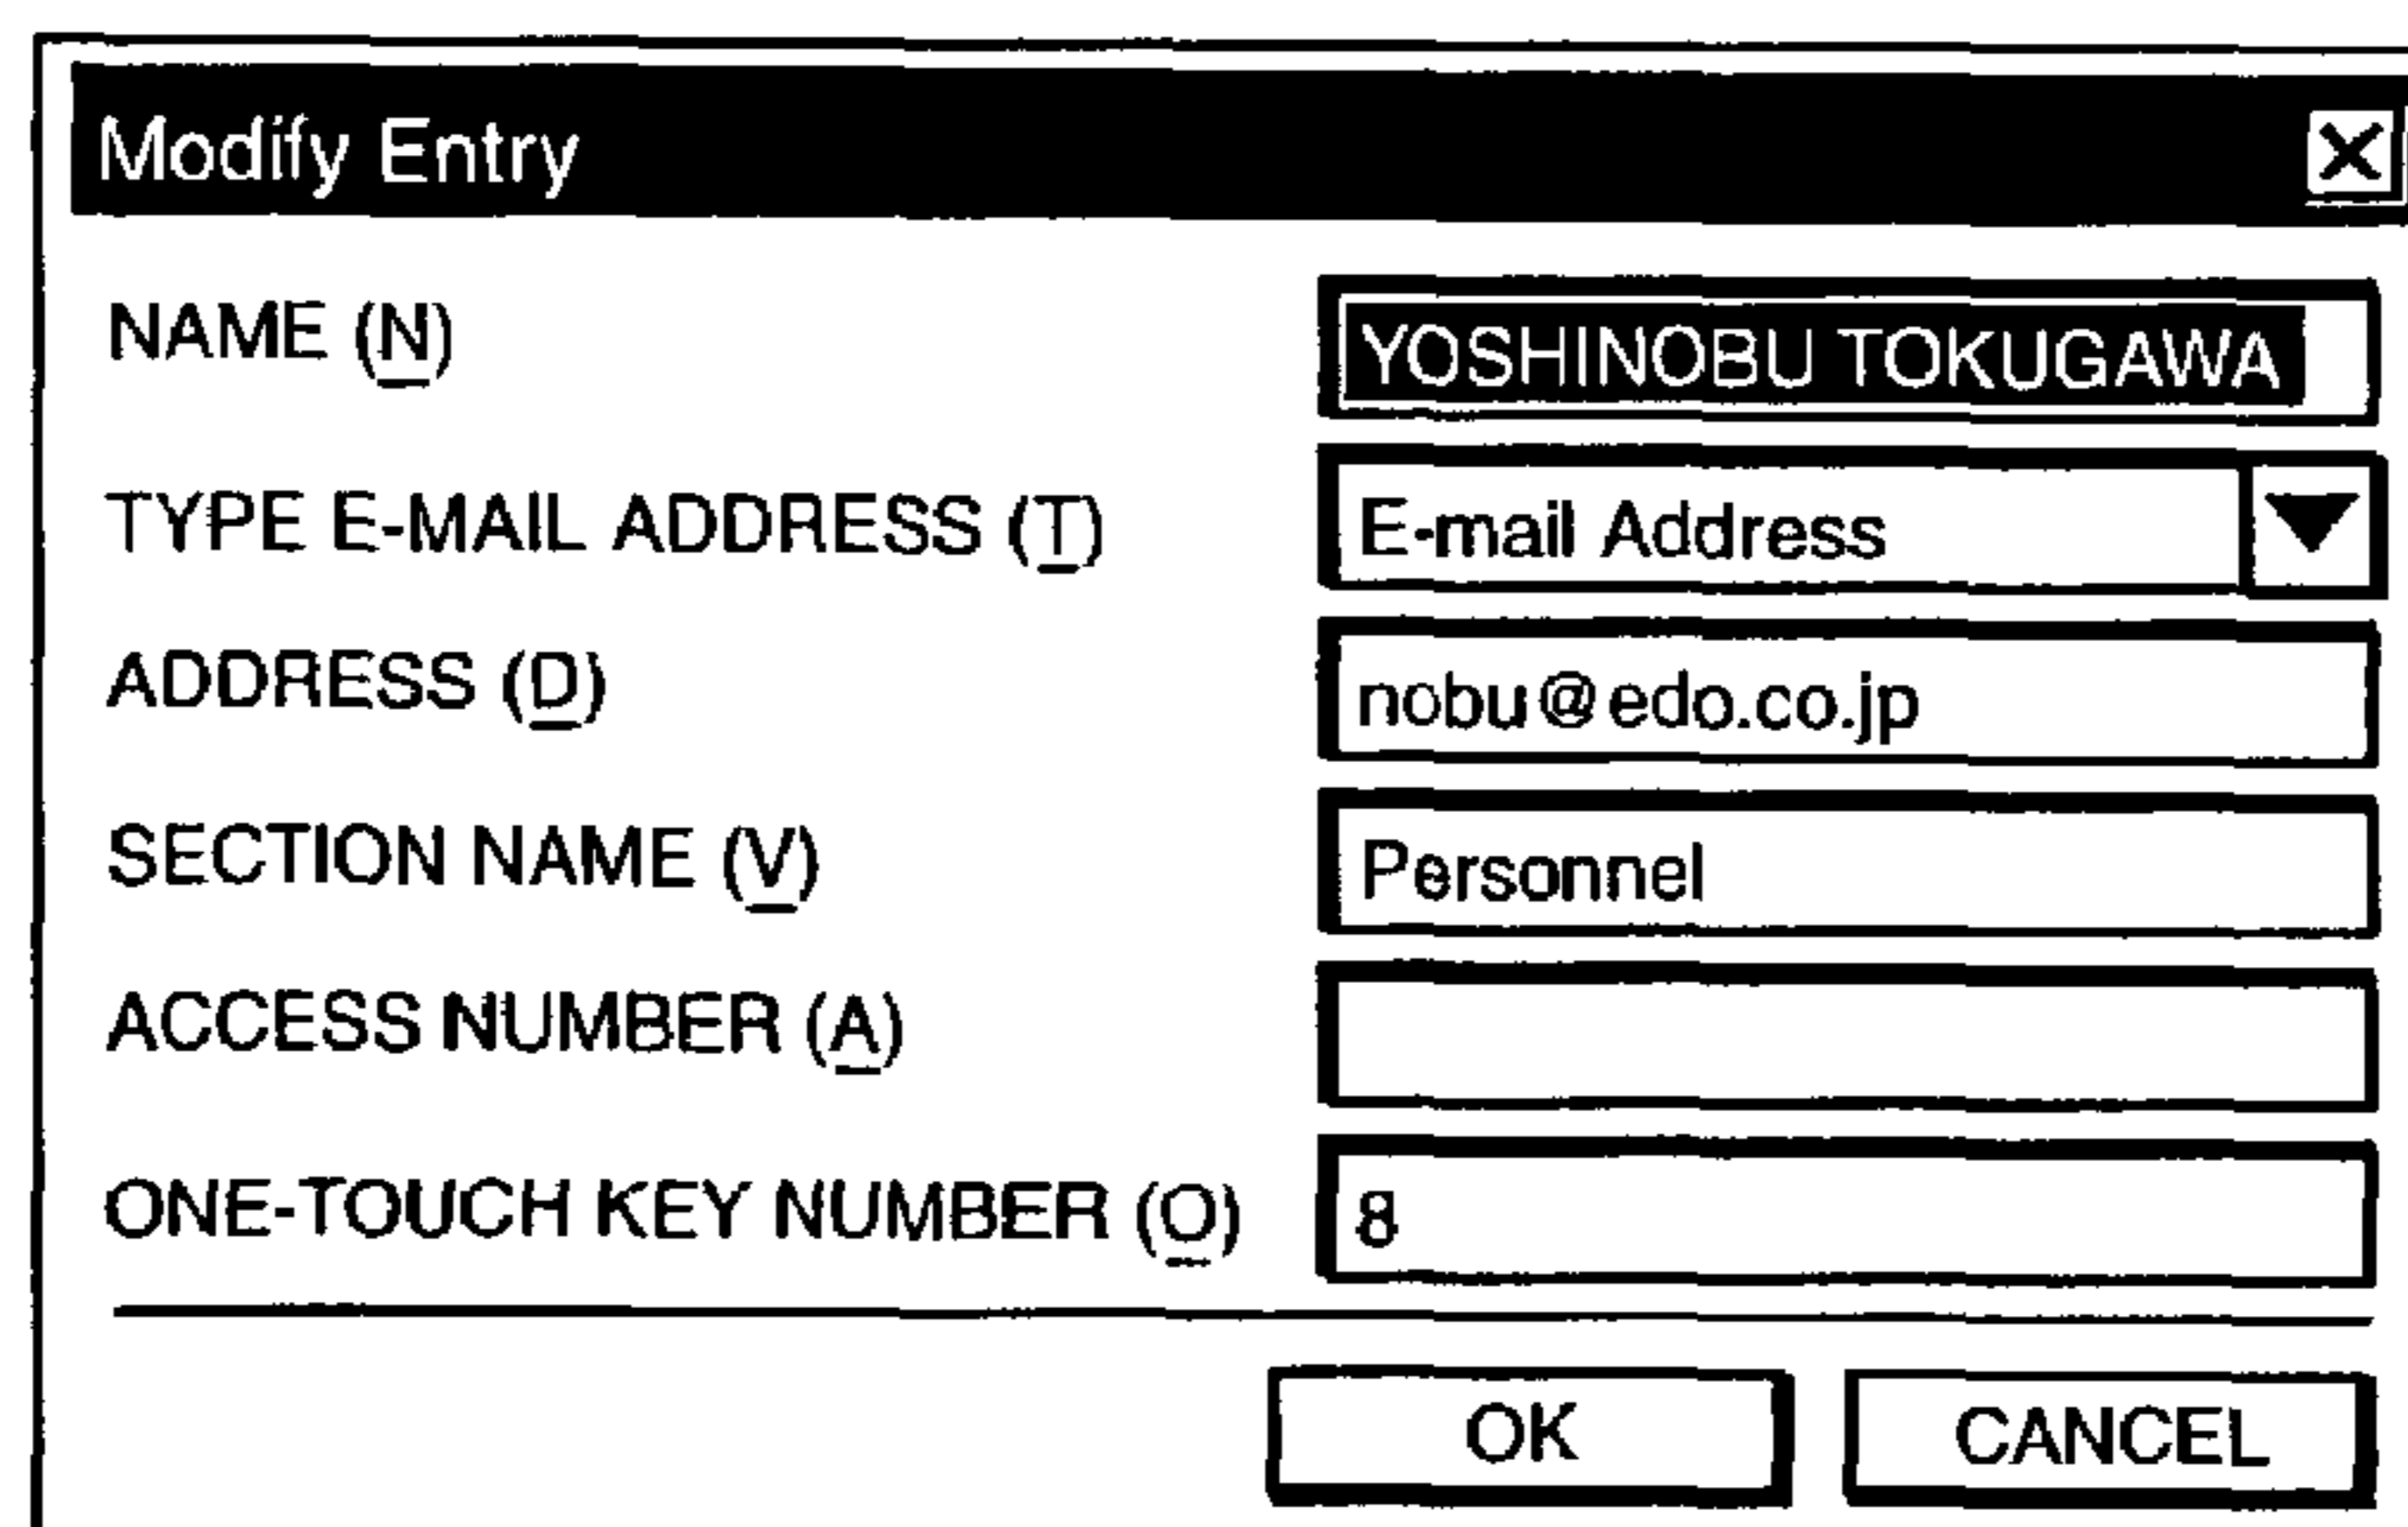 Modify Entry
NAME (N) YOSHINOBU TOKUGAWA
TYPE E-MAIL ADDRESS (T) E-mail Address
ADDRESS (D) nobu@edo.co.jp
SECTION NAME (V) Personnel
ACCESS NUMBER (A)
ONE-TOUCH KEY NUMBER (O) 8
OK CANCEL